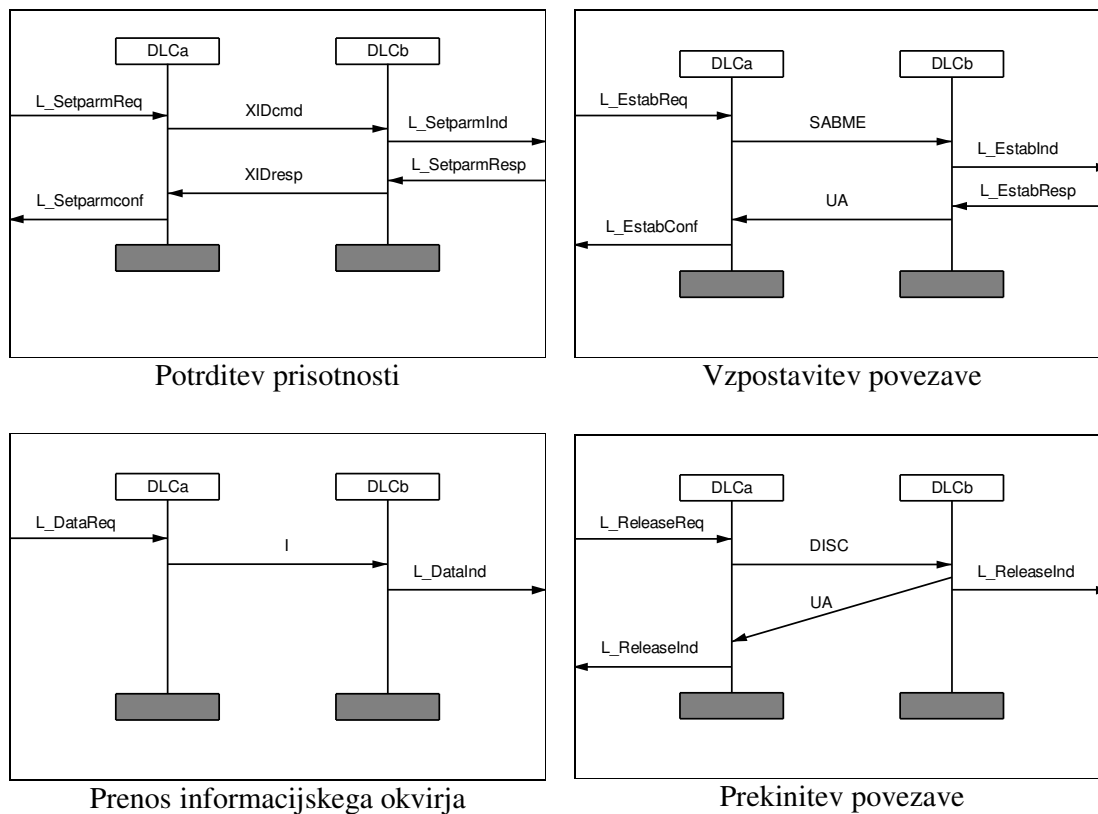 DLCa
DLCb
L_SetparmReq
XIDcmd
L_SetparmInd
L_SetparmResp
XIDresp
L_Setparmconf
Potrditev prisotnosti
DLCa
DLCb
L_EstabReq
SABME
L_EstabInd
L_EstabResp
UA
L_EstabConf
Vzpostavitev povezave
DLCa
DLCb
L_DataReq
I
L_DataInd
Prenos informacijskega okvirja
DLCa
DLCb
L_ReleaseReq
DISC
L_ReleaseInd
UA
L_ReleaseInd
Prekinitev povezave